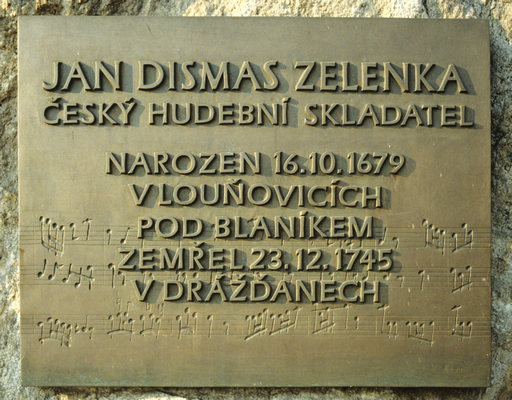 JAN DISMAS ZELENKA
ČESKÝ HUDEBNÍ SKLADATEL
NAROZEN 16.10.1679
V LOUŇOVICÍCH
POD BLANÍKEM
ZEMŘEL 23.12.1745
V DRÁŽĎANECH